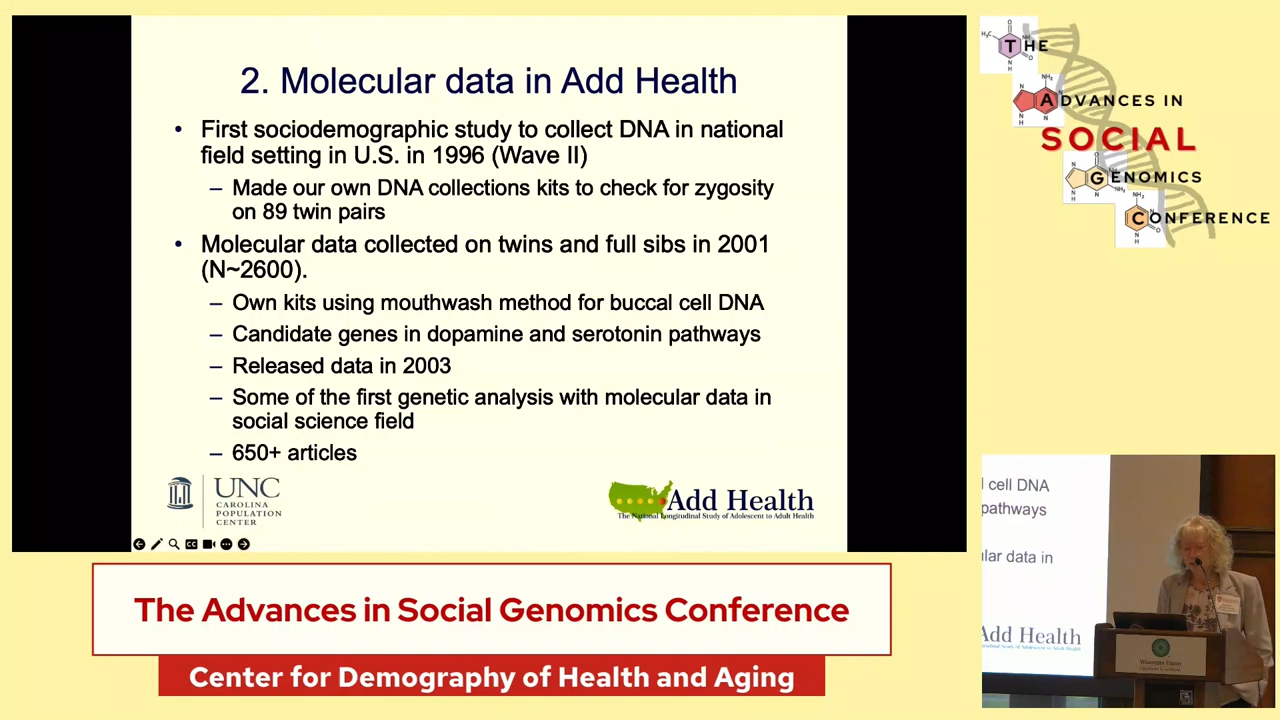 2. Molecular data in Add Health
• First sociodemographic study to collect DNA in national
field setting in U.S. in 1996 (Wave II)
– Made our own DNA collections kits to check for zygosity
on 89 twin pairs
• Molecular data collected on twins and full sibs in 2001
(N~2600).
– Own kits using mouthwash method for buccal cell DNA
– Candidate genes in dopamine and serotonin pathways
– Released data in 2003
– Some of the first genetic analysis with molecular data in
social science field
– 650+ articles
UNC
CAROLINA
POPULATION
CENTER
Add Health
The National Longitudinal Study of Adolescent to Adult Health
THE
ADVANCES IN
SOCIAL
GENOMICS
CONFERENCE
l cell DNA
pathways
ular data in
Add Health
Wisconsin Union
The Advances in Social Genomics Conference
Center for Demography of Health and Aging